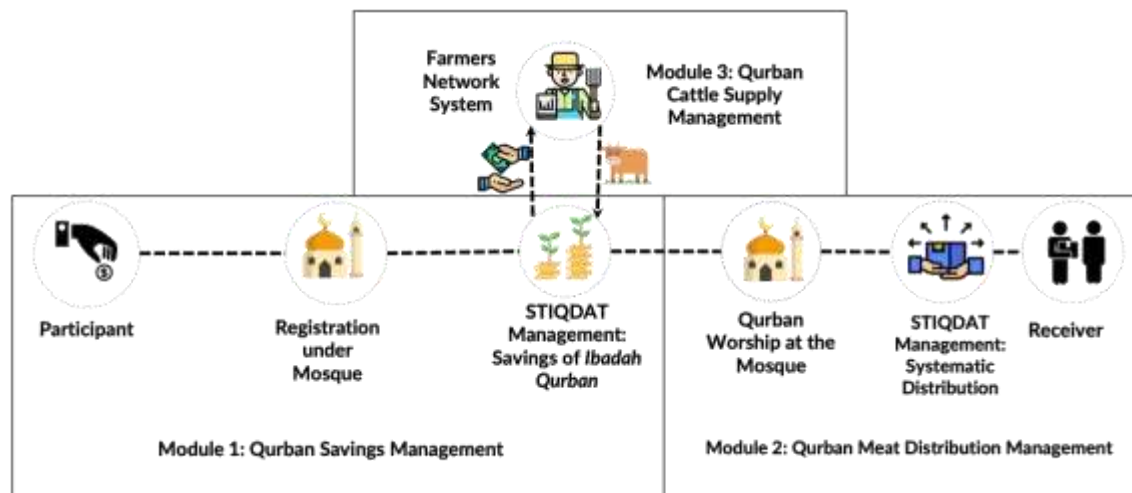 Farmers
Network
System
Module 3: Qurban
Cattle Supply
Management
Participant
Registration
under
Mosque
STIQDAT
Management:
Savings of Ibadah
Qurban
Module 1: Qurban Savings Management
Qurban
Worship at the
Mosque
STIQDAT
Management:
Systematic
Distribution
Receiver
Module 2: Qurban Meat Distribution Management